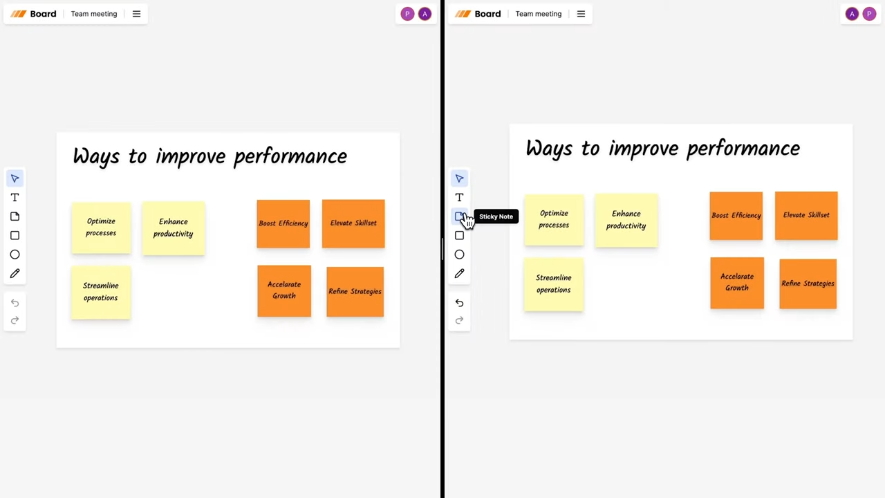 Board
Team meeting
P
A
Ways to improve performance
Optimize
processes
Enhance
productivity
Boost Efficiency
Elevate Skillset
Streamline
operations
Accelarate
Growth
Refine Strategies
T
Board
Team meeting
A
P
Ways to improve performance
T
Sticky Note
Optimize
processes
Enhance
productivity
Boost Efficiency
Elevate Skillset
Streamline
operations
Accelarate
Growth
Refine Strategies